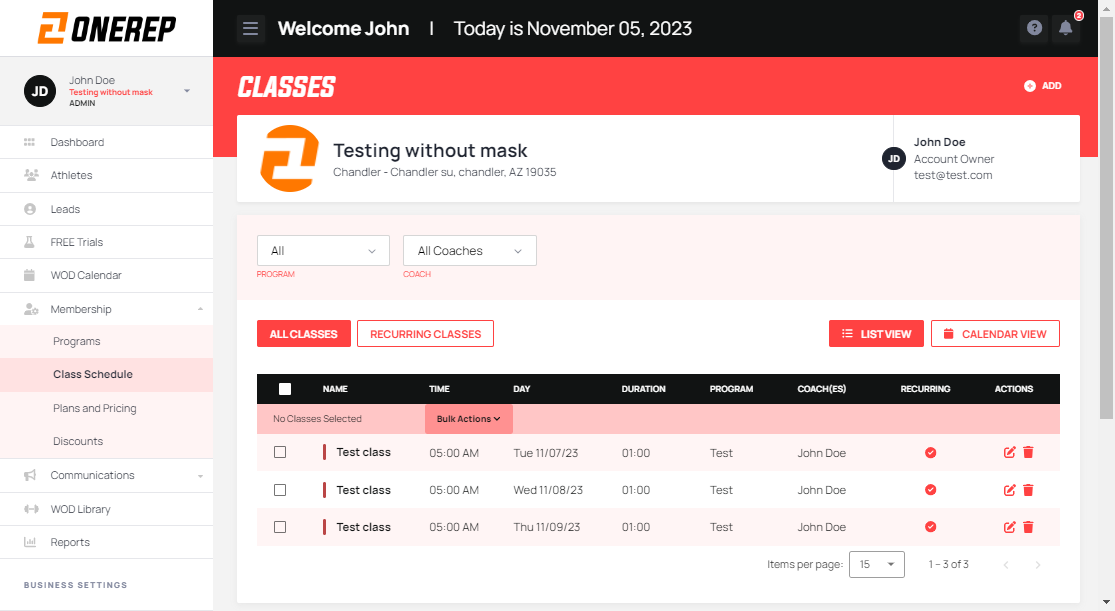 ONEREP
Welcome John | Today is November 05, 2023
? 2
JD
John Doe
Testing without mask
ADMIN
Dashboard
Athletes
Leads
FREE Trials
WOD Calendar
Membership
Programs
Class Schedule
Plans and Pricing
Discounts
Communications
WOD Library
Reports
BUSINESS SETTINGS
CLASSES
ADD
Testing without mask
Chandler - Chandler su, chandler, AZ 19035
JD
John Doe
Account Owner
test@test.com
All
PROGRAM
All Coaches
COACH
ALL CLASSES RECURRING CLASSES LIST VIEW CALENDAR VIEW
NAME TIME DAY DURATION PROGRAM COACH(ES) RECURRING ACTIONS
No Classes Selected Bulk Actions
Test class 05:00 AM Tue 11/07/23 01:00 Test John Doe
Test class 05:00 AM Wed 11/08/23 01:00 Test John Doe
Test class 05:00 AM Thu 11/09/23 01:00 Test John Doe
Items per page: 15 1 – 3 of 3